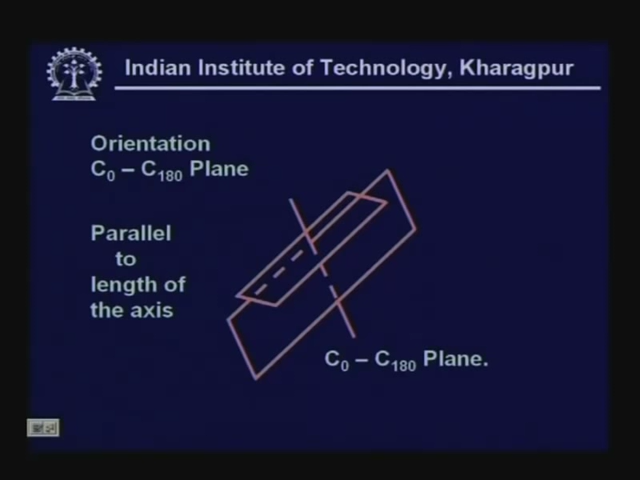 Indian Institute of Technology, Kharagpur
Orientation
C₀ – C₁₈₀ Plane
Parallel
to
length of
the axis
C₀ – C₁₈₀ Plane.